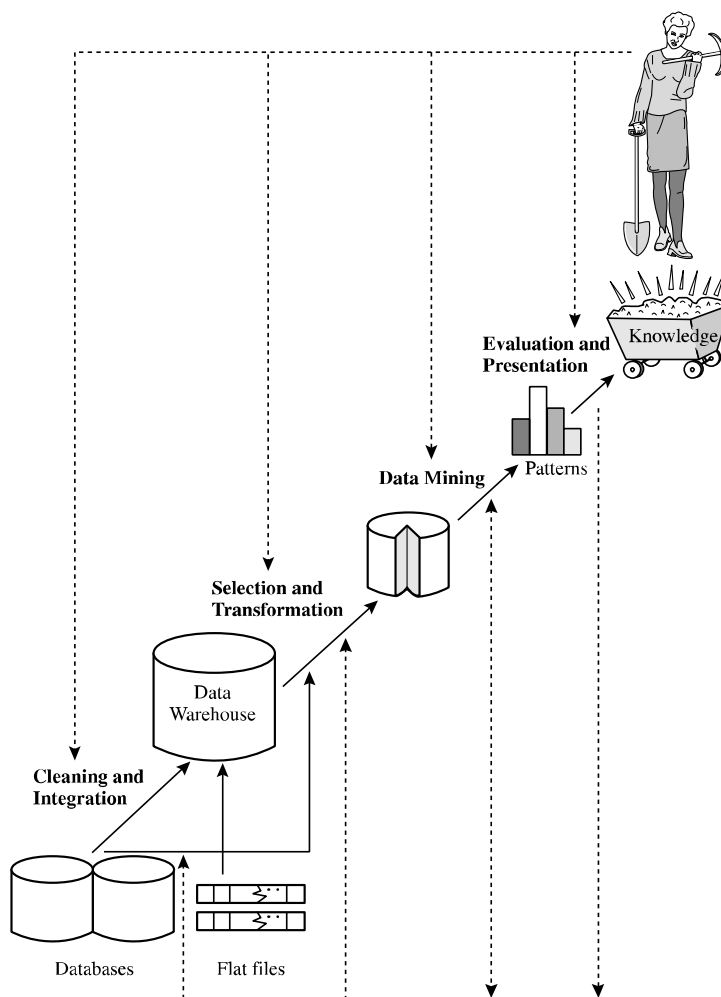 Evaluation and
Presentation
Knowledge
Patterns
Data Mining
Selection and
Transformation
Data
Warehouse
Cleaning and
Integration
Databases
Flat files